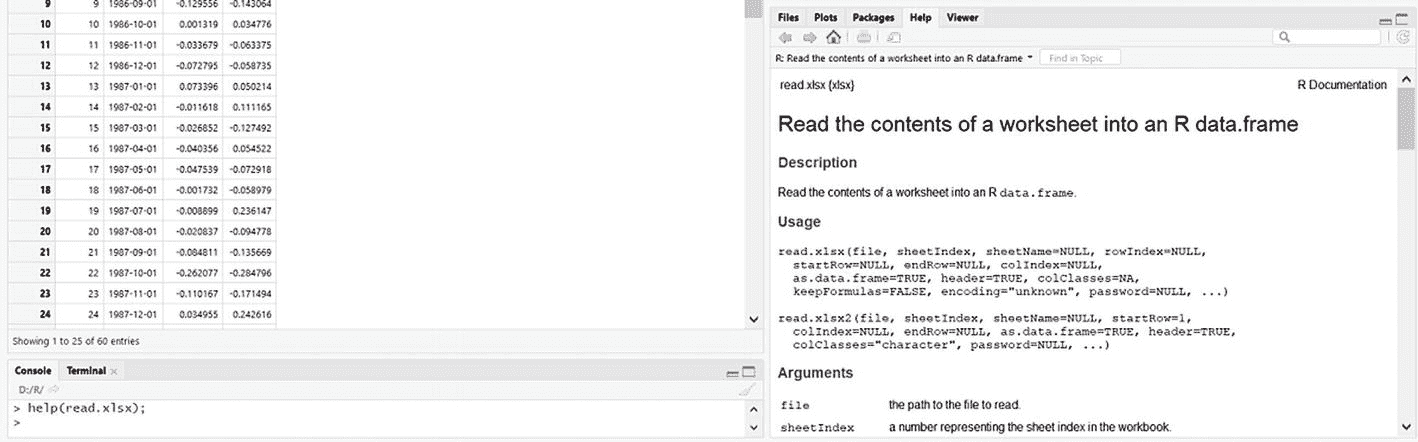 9 9 1986-09-01 -0.129556 -0.143064
10 10 1986-10-01 0.001319 0.034776
11 11 1986-11-01 -0.033679 -0.063375
12 12 1986-12-01 -0.072795 -0.058735
13 13 1987-01-01 0.073396 0.050214
14 14 1987-02-01 -0.011618 0.111165
15 15 1987-03-01 -0.026852 -0.127492
16 16 1987-04-01 -0.040356 0.054522
17 17 1987-05-01 -0.047539 -0.072918
18 18 1987-06-01 -0.001732 -0.058979
19 19 1987-07-01 -0.008899 0.236147
20 20 1987-08-01 -0.020837 -0.094778
21 21 1987-09-01 -0.084811 -0.135669
22 22 1987-10-01 -0.262077 -0.284796
23 23 1987-11-01 -0.110167 -0.171494
24 24 1987-12-01 0.034955 0.242616
Showing 1 to 25 of 60 entries
Console Terminal
D:/R/
> help(read.xlsx);
>
Files Plots Packages Help Viewer
R: Read the contents of a worksheet into an R data.frame Find in Topic
read.xlsx {xlsx} R Documentation
Read the contents of a worksheet into an R data.frame
Description
Read the contents of a worksheet into an R data.frame.
Usage
read.xlsx(file, sheetIndex, sheetName=NULL, rowIndex=NULL,
startRow=NULL, endRow=NULL, colIndex=NULL,
as.data.frame=TRUE, header=TRUE, colClasses=NA,
keepFormulas=FALSE, encoding="unknown", password=NULL, ...)
read.xlsx2(file, sheetIndex, sheetName=NULL, startRow=1,
colIndex=NULL, endRow=NULL, as.data.frame=TRUE, header=TRUE,
colClasses="character", password=NULL, ...)
Arguments
file the path to the file to read.
sheetIndex a number representing the sheet index in the workbook.